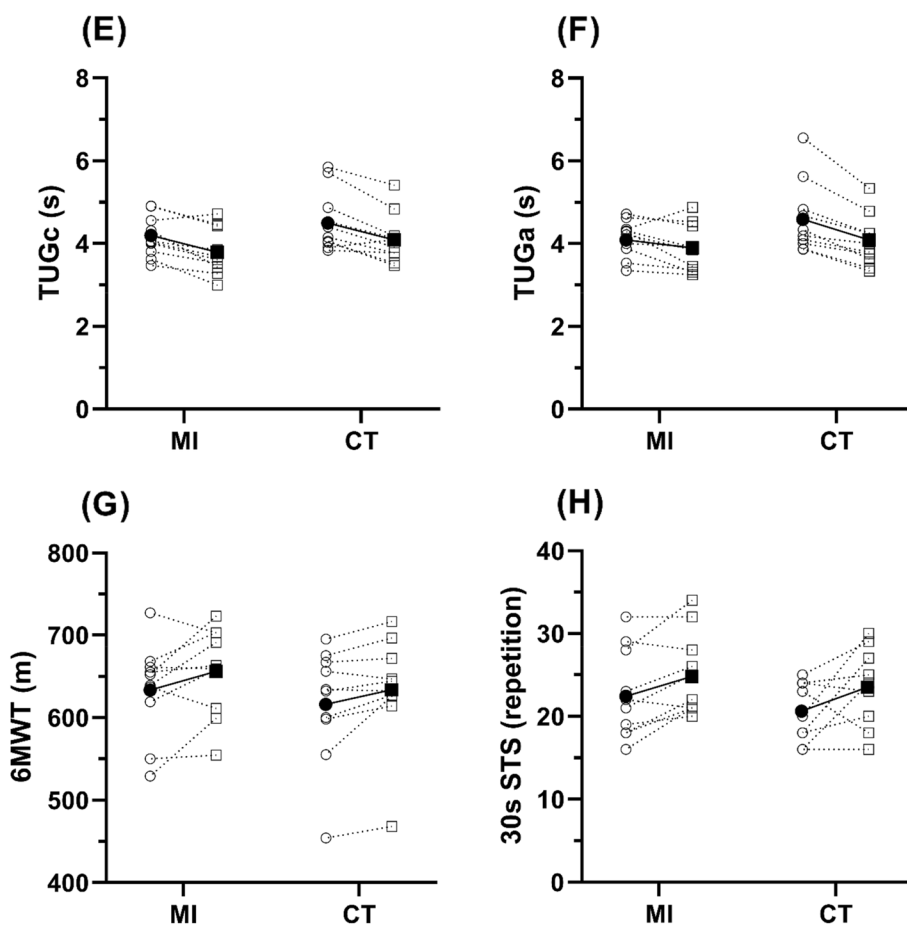 (E)
8
6
4
2
0
TUGc (s)
MI CT
(F)
8
6
4
2
0
TUGa (s)
MI CT
(G)
800
700
600
500
400
6MWT (m)
MI CT
(H)
40
30
20
10
0
30s STS (repetition)
MI CT